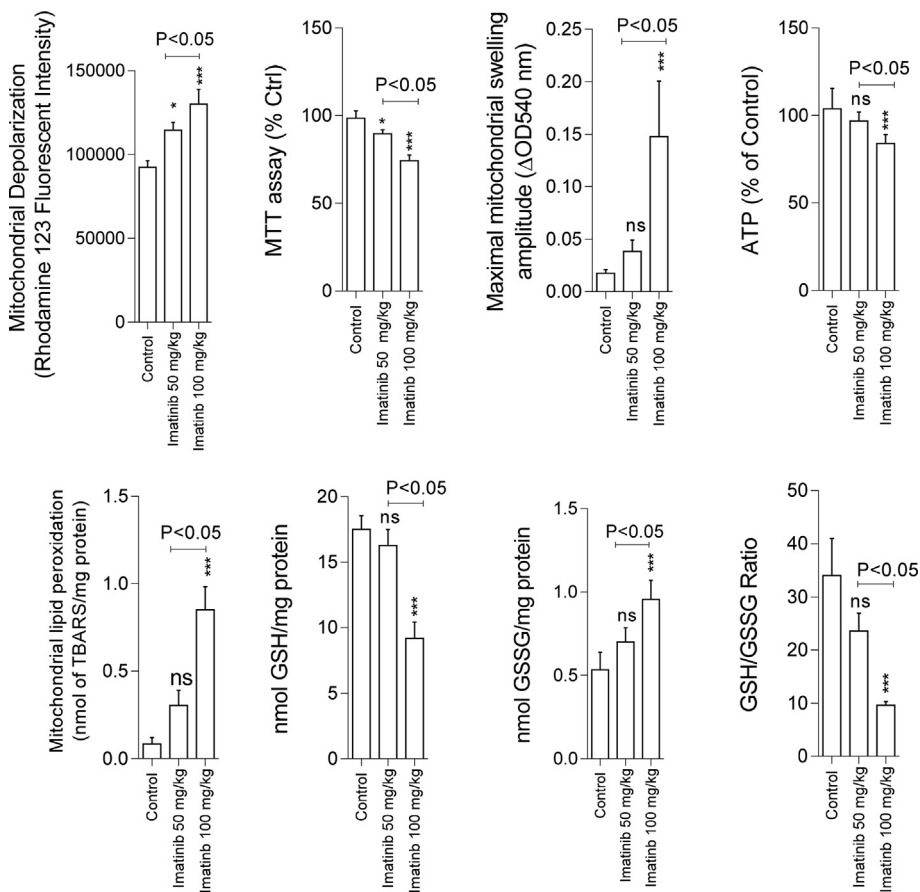 Mitochondrial Depolarization
(Rhodamine 123 Fluorescent Intensity)
150000
100000
50000
0
P<0.05
*
***
Control
Imatinib 50 mg/kg
Imatinb 100 mg/kg
MTT assay (% Ctrl)
150
100
50
0
P<0.05
*
***
Control
Imatinib 50 mg/kg
Imatinb 100 mg/kg
Maximal mitochondrial swelling
amplitude (ΔOD540 nm)
0.25
0.20
0.15
0.10
0.05
0.00
P<0.05
ns
***
Control
Imatinib 50 mg/kg
Imatinb 100 mg/kg
ATP (% of Control)
150
100
50
0
P<0.05
ns
***
Control
Imatinib 50 mg/kg
Imatinb 100 mg/kg
Mitochondrial lipid peroxidation
(nmol of TBARS/mg protein)
1.5
1.0
0.5
0.0
P<0.05
ns
***
Control
Imatinib 50 mg/kg
Imatinb 100 mg/kg
nmol GSH/mg protein
20
15
10
5
0
P<0.05
ns
***
Control
Imatinib 50 mg/kg
Imatinb 100 mg/kg
nmol GSSG/mg protein
1.5
1.0
0.5
0.0
P<0.05
ns
***
Control
Imatinib 50 mg/kg
Imatinb 100 mg/kg
GSH/GSSG Ratio
50
40
30
20
10
0
P<0.05
ns
***
Control
Imatinib 50 mg/kg
Imatinb 100 mg/kg